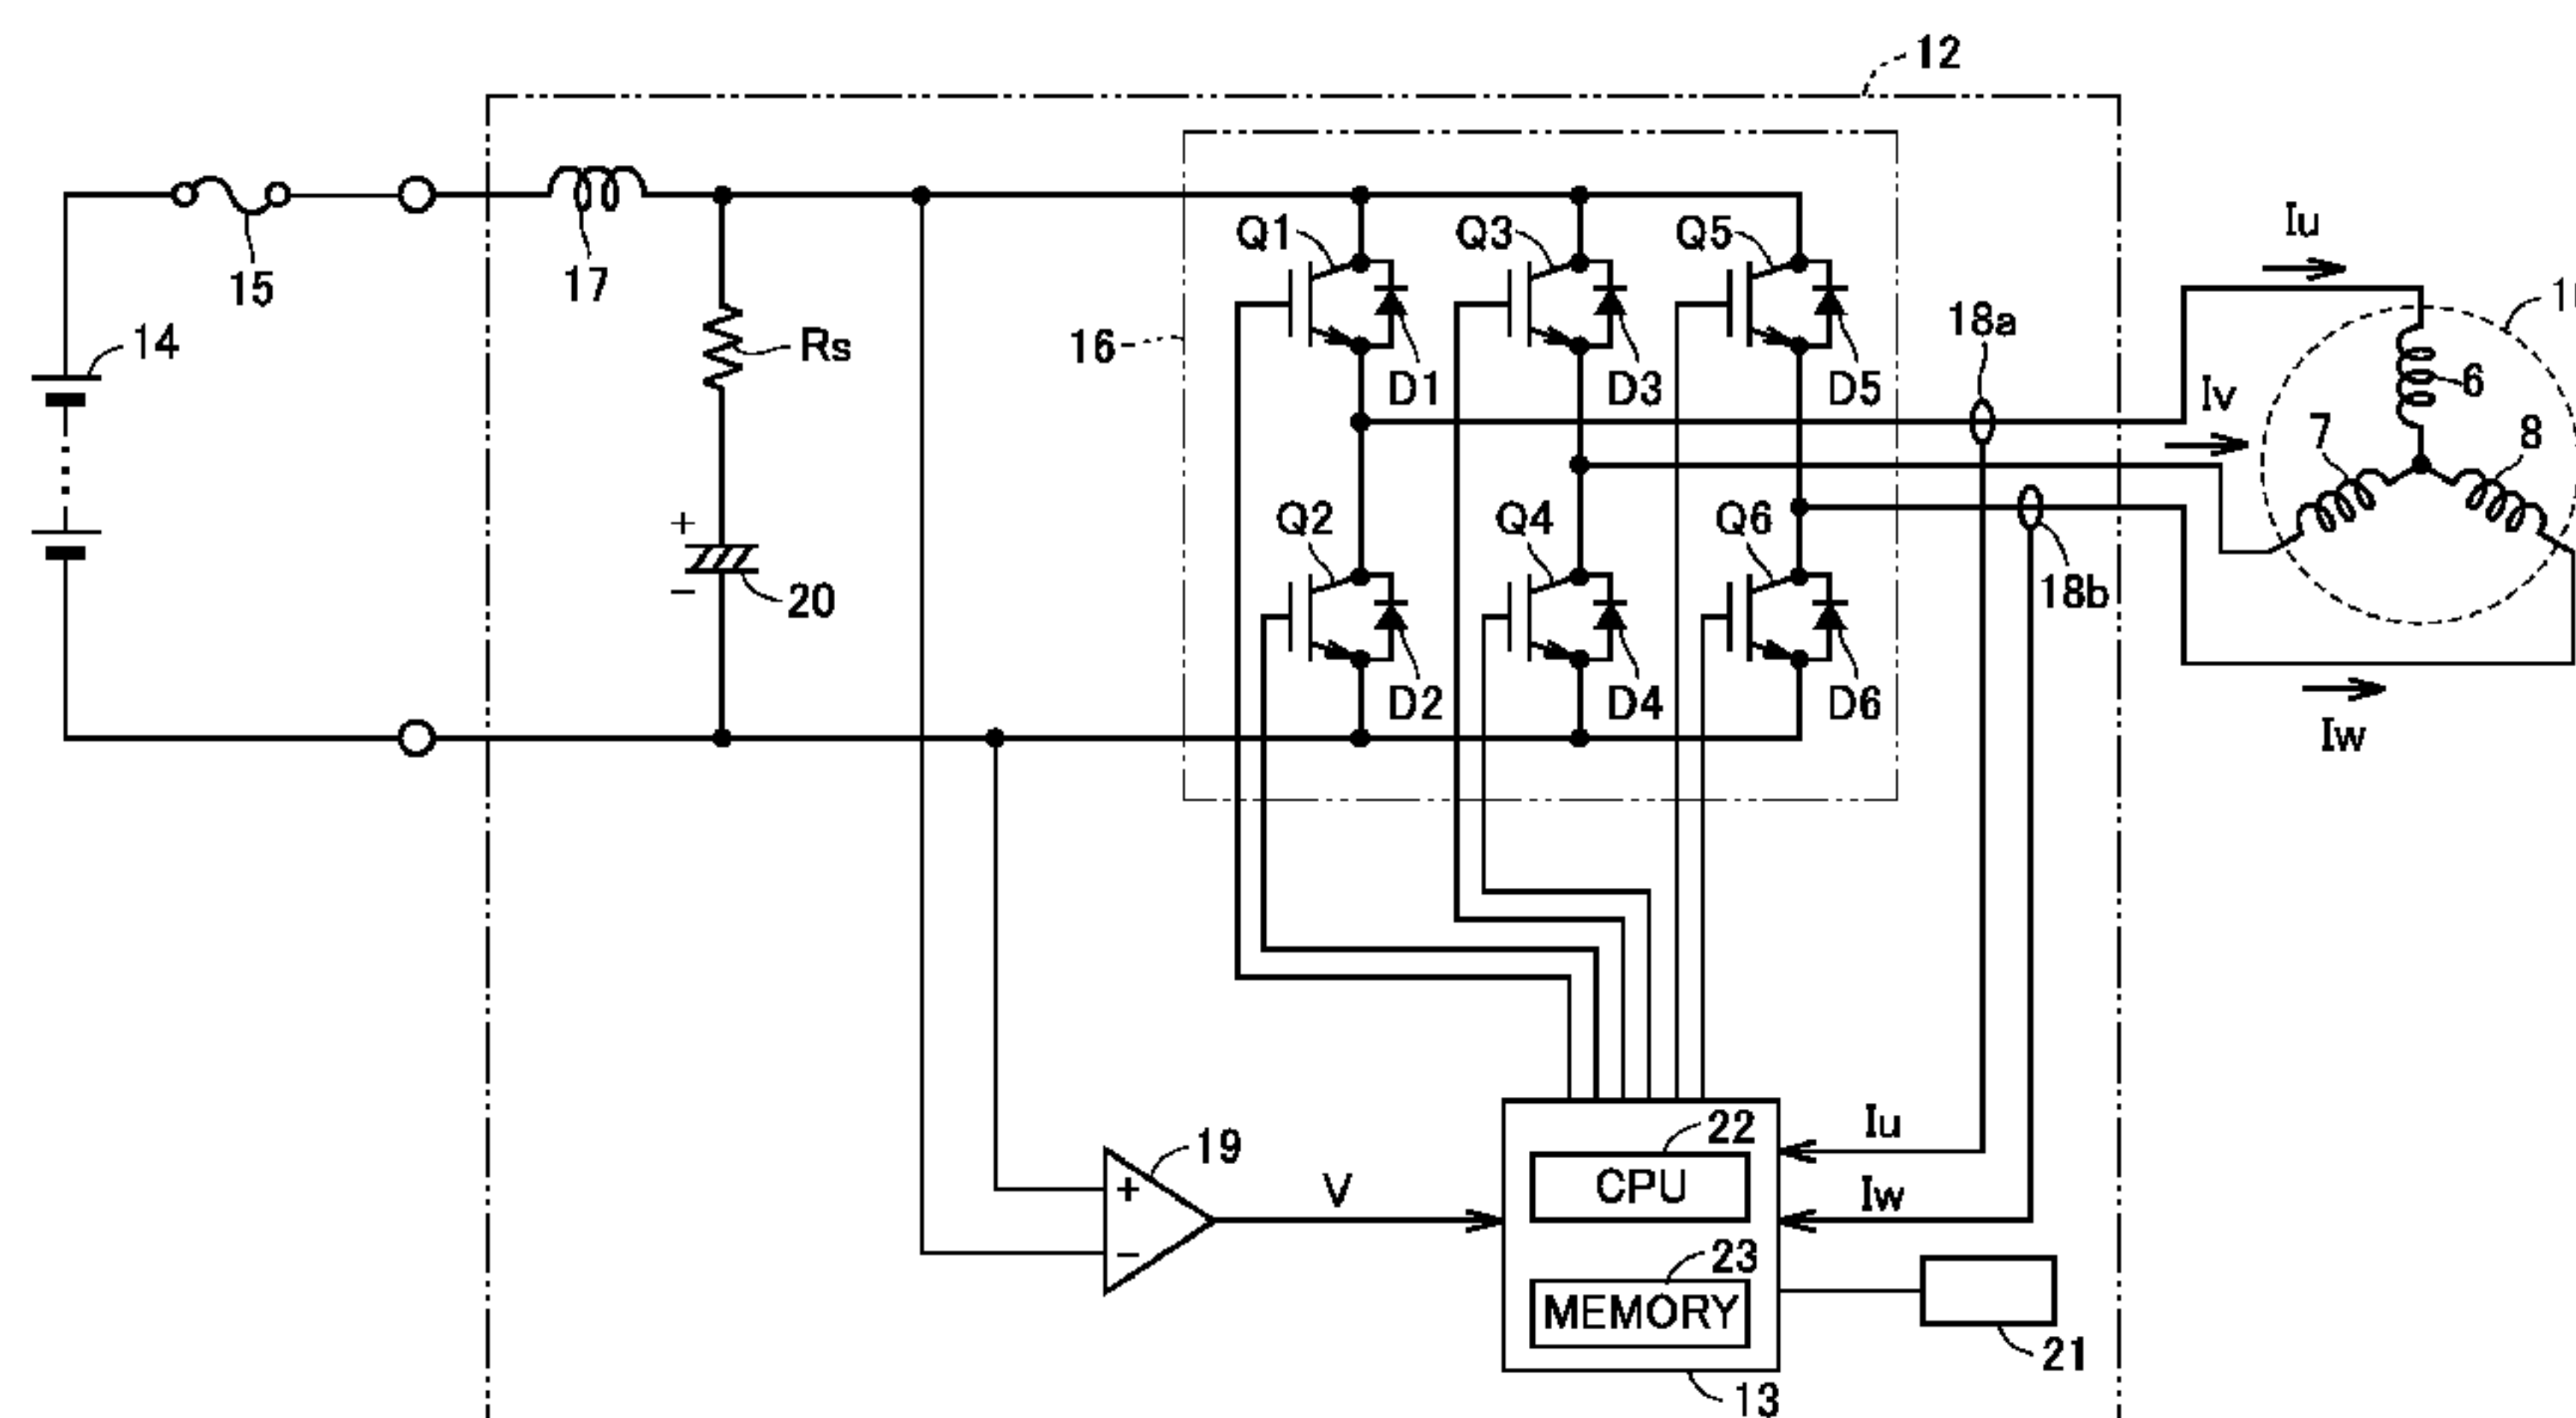 12
Iu
Q1
Q3
Q5
15
17
18a
14
16
Rs
D1
D3
D5
Iv
6
7
8
+
Q2
Q4
Q6
−
20
18b
D2
D4
D6
Iw
22
Iu
19
CPU
+
V
Iw
−
23
MEMORY
21
13